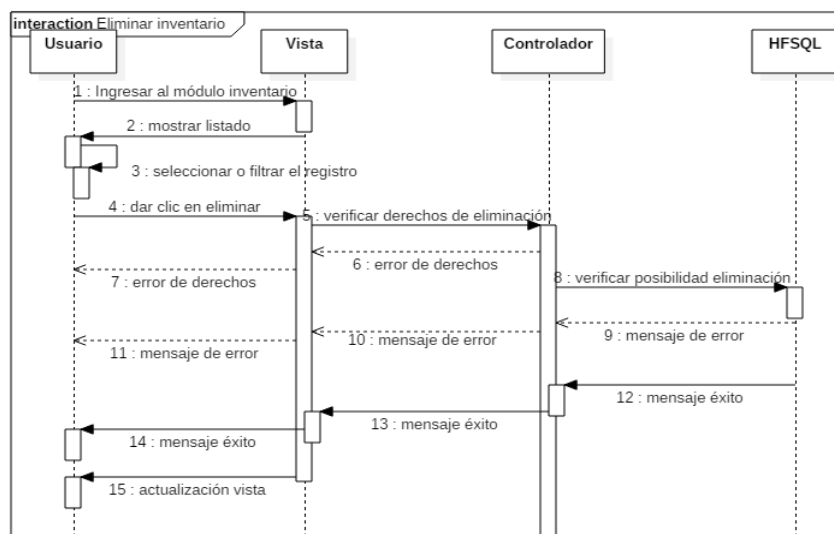 interaction Eliminar inventario
Usuario
Vista
Controlador
HFSQL
1 : Ingresar al módulo inventario
2 : mostrar listado
3 : seleccionar o filtrar el registro
4 : dar clic en eliminar
5 : verificar derechos de eliminación
6 : error de derechos
7 : error de derechos
8 : verificar posibilidad eliminación
9 : mensaje de error
10 : mensaje de error
11 : mensaje de error
12 : mensaje éxito
13 : mensaje éxito
14 : mensaje éxito
15 : actualización vista